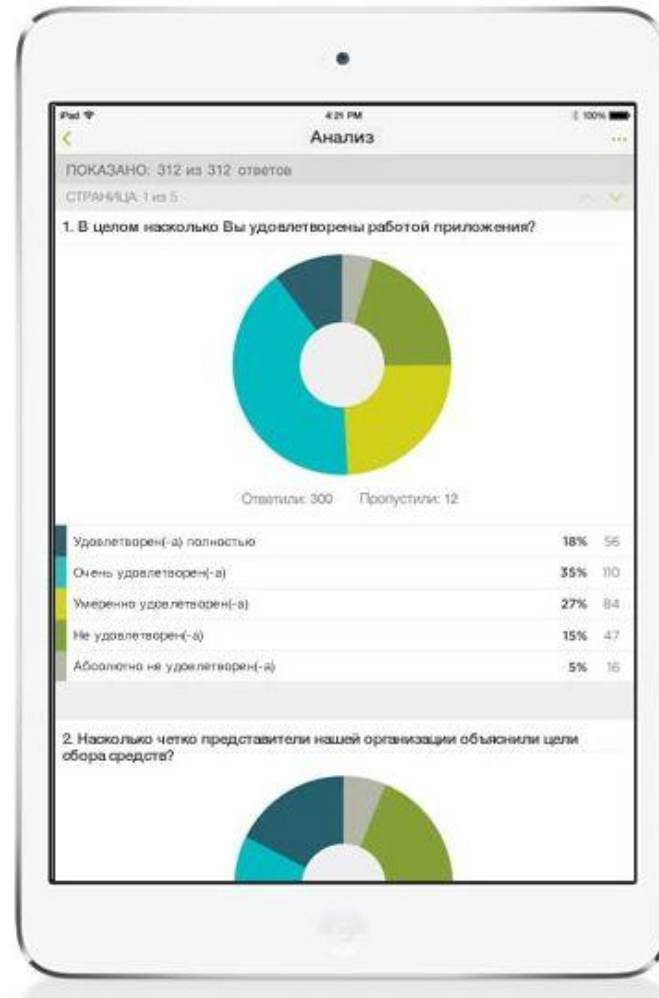 iPad
4:21 PM
100%
Анализ
ПОКАЗАНО: 312 из 312 ответов
СТРАНИЦА: 1 из 5
1. В целом насколько Вы удовлетворены работой приложения?
Ответили: 300 Пропустили: 12
Удовлетворен(-а) полностью 18% 56
Очень удовлетворен(-а) 35% 110
Умеренно удовлетворен(-а) 27% 84
Не удовлетворен(-а) 15% 47
Абсолютно не удовлетворен(-а) 5% 16
2. Насколько четко представители нашей организации объяснили цели
сбора средств?